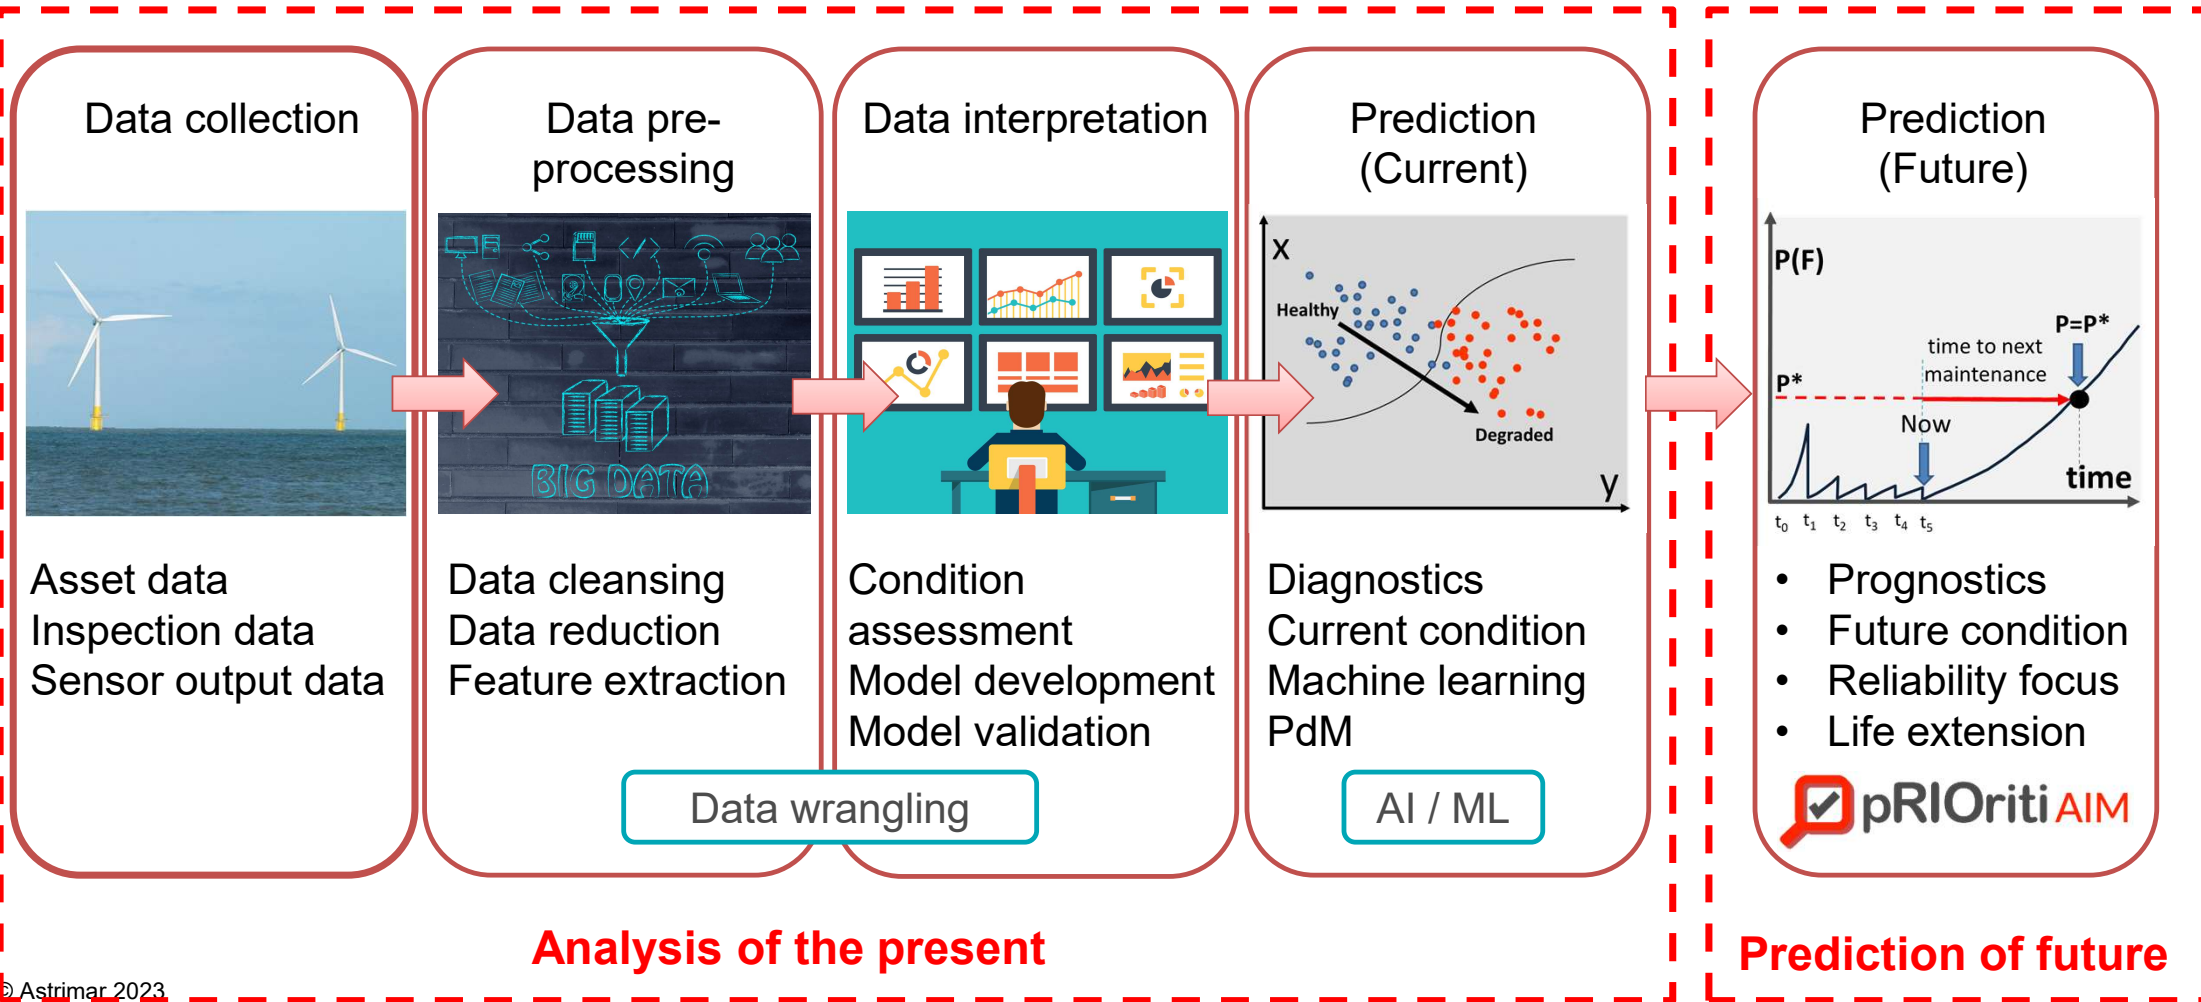 Data collection
Data pre-
processing
Data interpretation
Prediction
(Current)
Prediction
(Future)
BIG DATA
X
Healthy
Degraded
y
P(F)
P=P*
time to next
maintenance
P*
Now
time
t0 t1 t2 t3 t4 t5
Asset data
Inspection data
Sensor output data
Data cleansing
Data reduction
Feature extraction
Condition
assessment
Model development
Model validation
Diagnostics
Current condition
Machine learning
PdM
• Prognostics
• Future condition
• Reliability focus
• Life extension
Data wrangling
AI / ML
pRIOriti AIM
Analysis of the present
Prediction of future
© Astrimar 2023